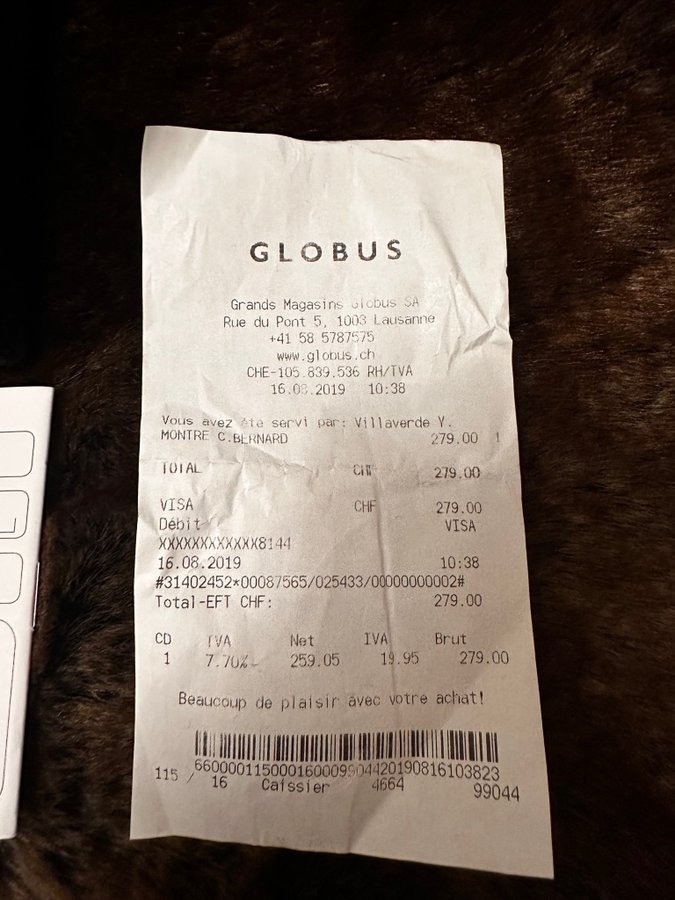 GLOBUS
Grands Magasins Globus SA
Rue du Pont 5, 1003 Lausanne
+41 58 5787575
www.globus.ch
CHE-105.839.536 RH/TVA
16.08.2019 10:38
Vous avez été servi par: Villaverde Y.
MONTRE C.BERNARD 279.00 1
TOTAL CHF 279.00
VISA CHF 279.00
Débit VISA
XXXXXXXXXXXX8144
16.08.2019 10:38
#31402452*00087565/025433/00000000002#
Total-EFT CHF: 279.00
CD TVA Net TVA Brut
1 7.70% 259.05 19.95 279.00
Beaucoup de plaisir avec votre achat!
660000115000160009904420190816103823
115 / 16 Caissier 4664 99044